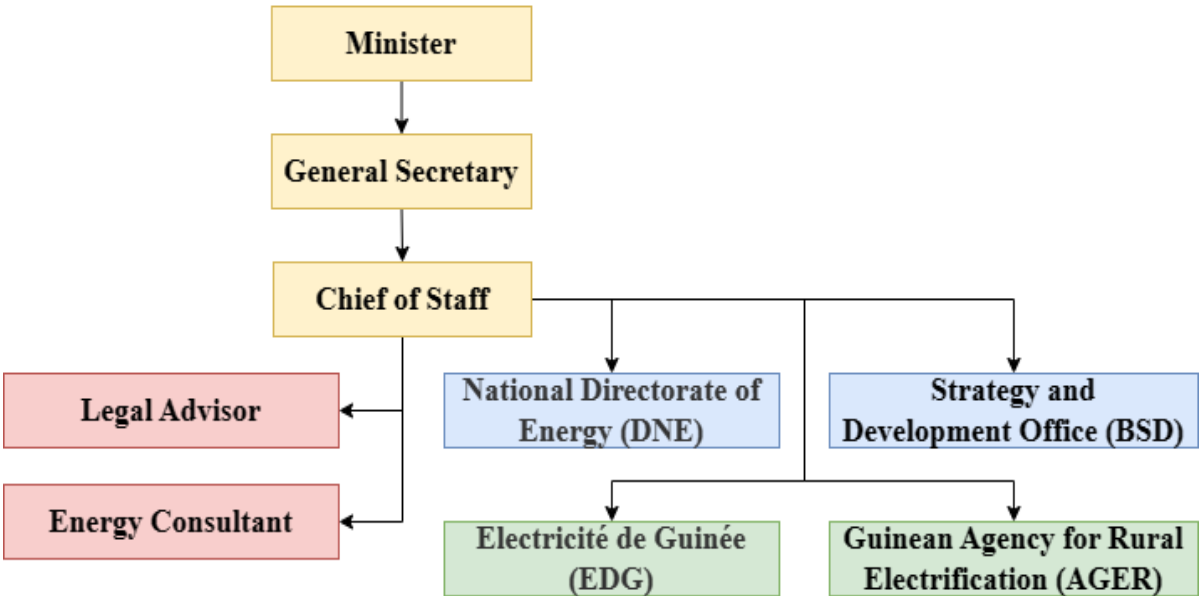 Minister
General Secretary
Chief of Staff
Legal Advisor
National Directorate of
Energy (DNE)
Strategy and
Development Office (BSD)
Energy Consultant
Electricité de Guinée
(EDG)
Guinean Agency for Rural
Electrification (AGER)